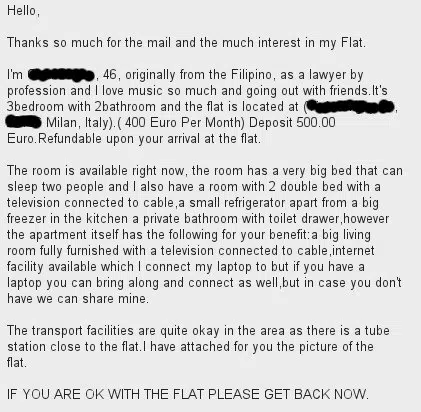 Hello,
Thanks so much for the mail and the much interest in my Flat.
I'm , 46, originally from the Filipino, as a lawyer by
profession and I love music so much and going out with friends.It's
3bedroom with 2bathroom and the flat is located at (,
Milan, Italy).( 400 Euro Per Month) Deposit 500.00
Euro.Refundable upon your arrival at the flat.
The room is available right now, the room has a very big bed that can
sleep two people and I also have a room with 2 double bed with a
television connected to cable,a small refrigerator apart from a big
freezer in the kitchen a private bathroom with toilet drawer,however
the apartment itself has the following for your benefit:a big living
room fully furnished with a television connected to cable,internet
facility available which I connect my laptop to but if you have a
laptop you can bring along and connect as well,but in case you don't
have we can share mine.
The transport facilities are quite okay in the area as there is a tube
station close to the flat.I have attached for you the picture of the
flat.
IF YOU ARE OK WITH THE FLAT PLEASE GET BACK NOW.